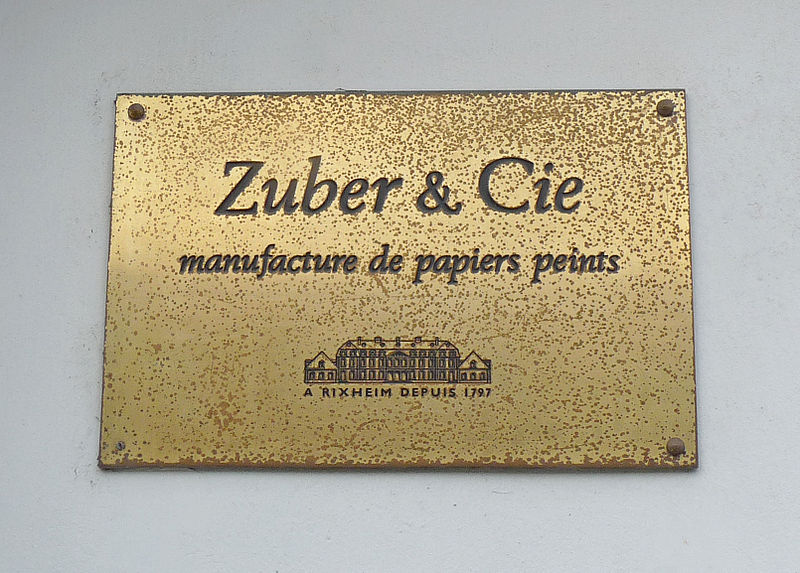 Zuber & Cie
manufacture de papiers peints
A RIXHEIM DEPUIS 1797